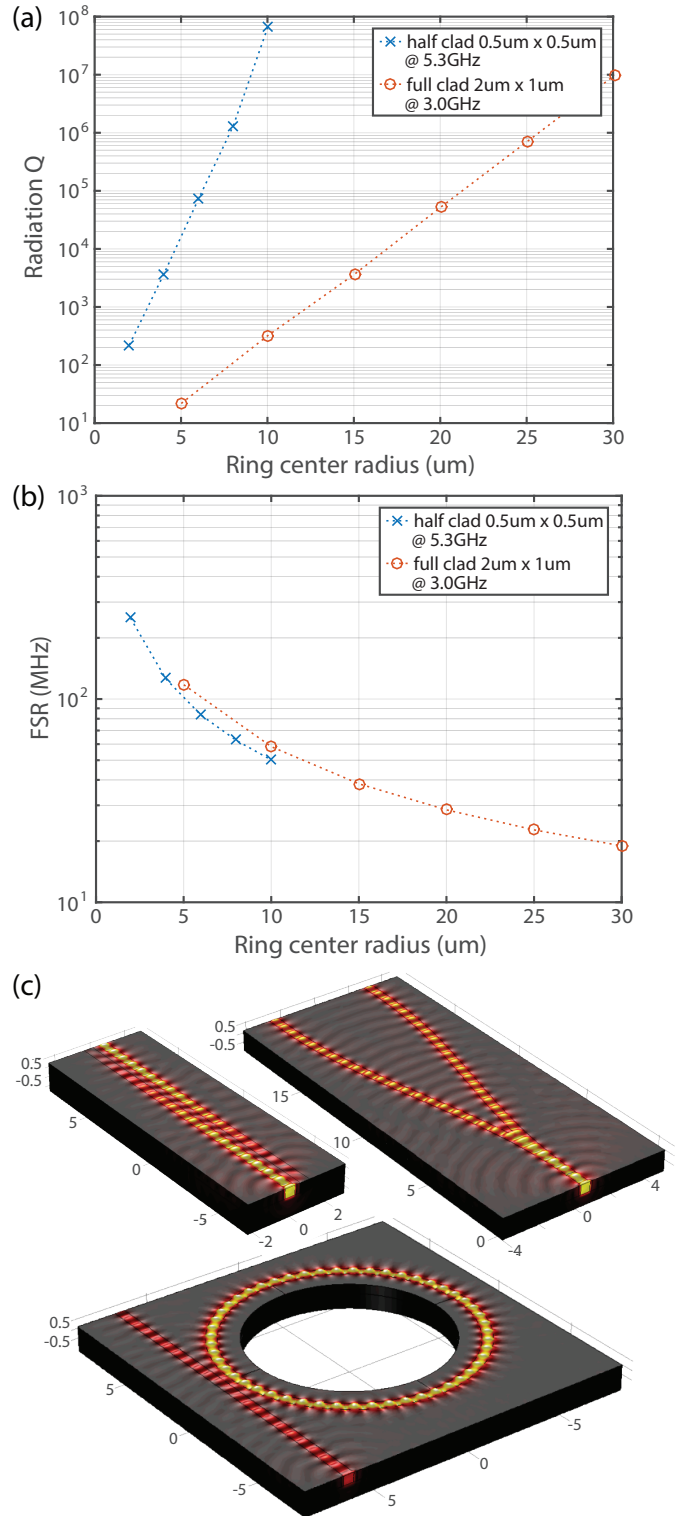 (a)
10^8
10^7
10^6
10^5
10^4
10^3
10^2
10^1
Radiation Q
half clad 0.5um x 0.5um
@ 5.3GHz
full clad 2um x 1um
@ 3.0GHz
0 5 10 15 20 25 30
Ring center radius (um)
(b)
10^3
10^2
10^1
FSR (MHz)
half clad 0.5um x 0.5um
@ 5.3GHz
full clad 2um x 1um
@ 3.0GHz
0 5 10 15 20 25 30
Ring center radius (um)
(c)
0.5
-0.5
5
0
-5
-2
0
2
0.5
-0.5
15
10
5
0
-4
0
4
0.5
-0.5
5
0
-5
5
0
-5